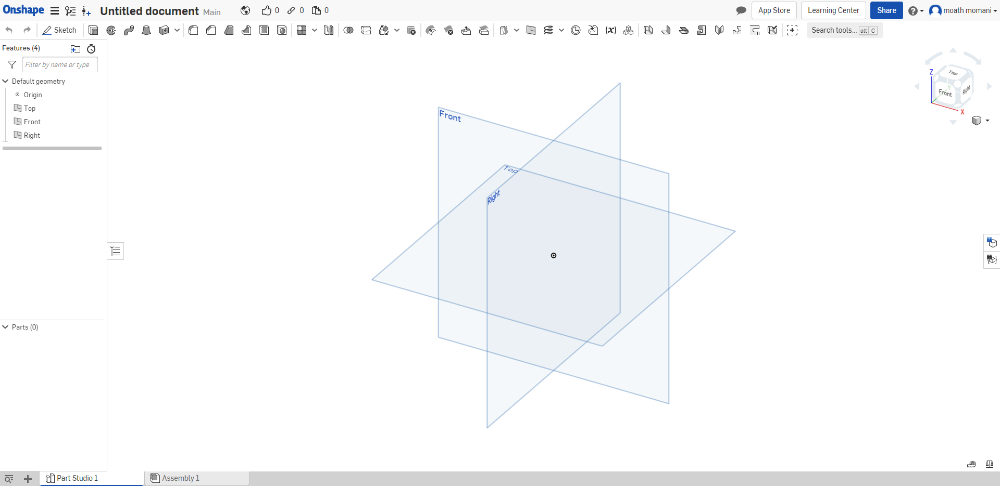 Onshape Untitled document Main 0 0 0 App Store Learning Center Share moath momani
Sketch (x) Search tools... alt C
Features (4)
Filter by name or type
Default geometry
Origin
Top
Front
Right
Parts (0)
Front
Top
Right
Z
Top
Y
Front
Right
X
Part Studio 1 Assembly 1